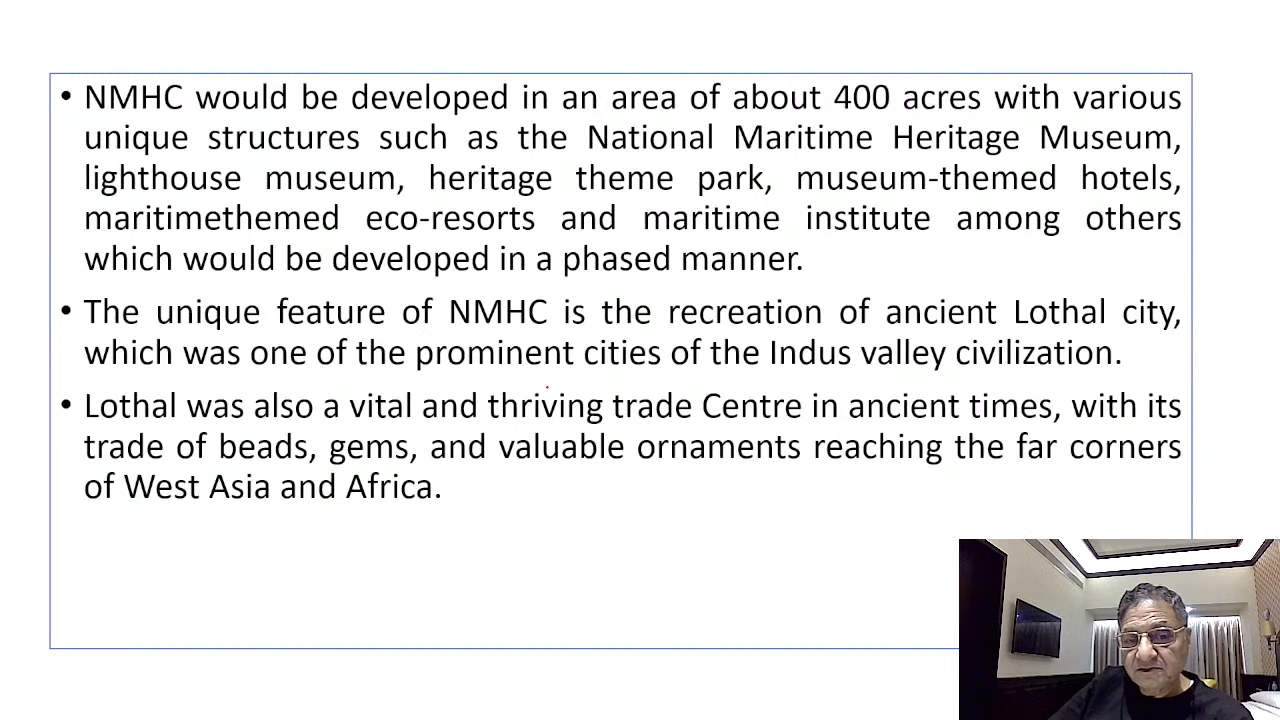 • NMHC would be developed in an area of about 400 acres with various
unique structures such as the National Maritime Heritage Museum,
lighthouse museum, heritage theme park, museum-themed hotels,
maritimethemed eco-resorts and maritime institute among others
which would be developed in a phased manner.
• The unique feature of NMHC is the recreation of ancient Lothal city,
which was one of the prominent cities of the Indus valley civilization.
• Lothal was also a vital and thriving trade Centre in ancient times, with its
trade of beads, gems, and valuable ornaments reaching the far corners
of West Asia and Africa.